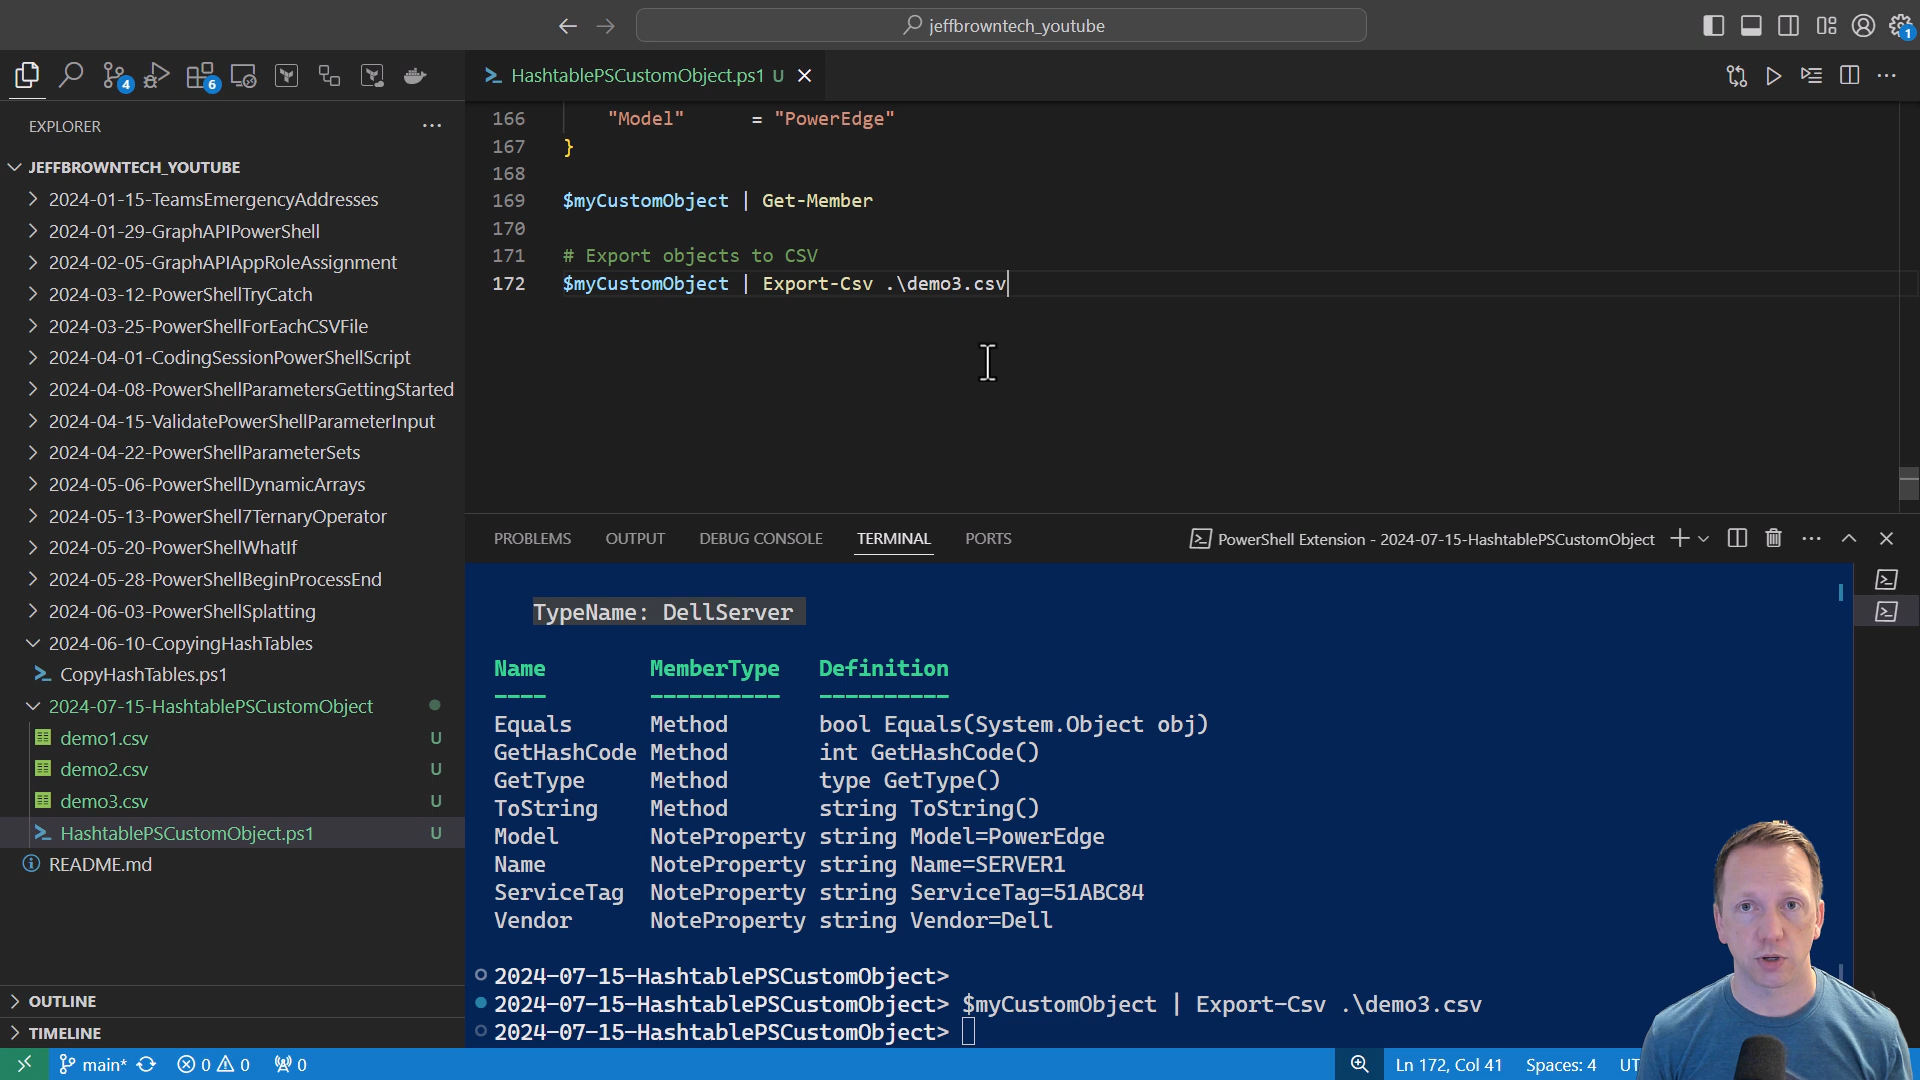 jeffbrowntech_youtube
1
4
6
HashtablePSCustomObject.ps1 U
EXPLORER
JEFFBROWNTECH_YOUTUBE
2024-01-15-TeamsEmergencyAddresses
2024-01-29-GraphAPIPowerShell
2024-02-05-GraphAPIAppRoleAssignment
2024-03-12-PowerShellTryCatch
2024-03-25-PowerShellForEachCSVFile
2024-04-01-CodingSessionPowerShellScript
2024-04-08-PowerShellParametersGettingStarted
2024-04-15-ValidatePowerShellParameterInput
2024-04-22-PowerShellParameterSets
2024-05-06-PowerShellDynamicArrays
2024-05-13-PowerShell7TernaryOperator
2024-05-20-PowerShellWhatIf
2024-05-28-PowerShellBeginProcessEnd
2024-06-03-PowerShellSplatting
2024-06-10-CopyingHashTables
CopyHashTables.ps1
2024-07-15-HashtablePSCustomObject
demo1.csv U
demo2.csv U
demo3.csv U
HashtablePSCustomObject.ps1 U
README.md
OUTLINE
TIMELINE
166 "Model" = "PowerEdge"
167 }
168
169 $myCustomObject | Get-Member
170
171 # Export objects to CSV
172 $myCustomObject | Export-Csv .\demo3.csv
PROBLEMS OUTPUT DEBUG CONSOLE TERMINAL PORTS PowerShell Extension - 2024-07-15-HashtablePSCustomObject
TypeName: DellServer
Name MemberType Definition
---- ---------- ----------
Equals Method bool Equals(System.Object obj)
GetHashCode Method int GetHashCode()
GetType Method type GetType()
ToString Method string ToString()
Model NoteProperty string Model=PowerEdge
Name NoteProperty string Name=SERVER1
ServiceTag NoteProperty string ServiceTag=51ABC84
Vendor NoteProperty string Vendor=Dell
2024-07-15-HashtablePSCustomObject>
2024-07-15-HashtablePSCustomObject> $myCustomObject | Export-Csv .\demo3.csv
2024-07-15-HashtablePSCustomObject>
main* 0 0 0 Ln 172, Col 41 Spaces: 4 UT